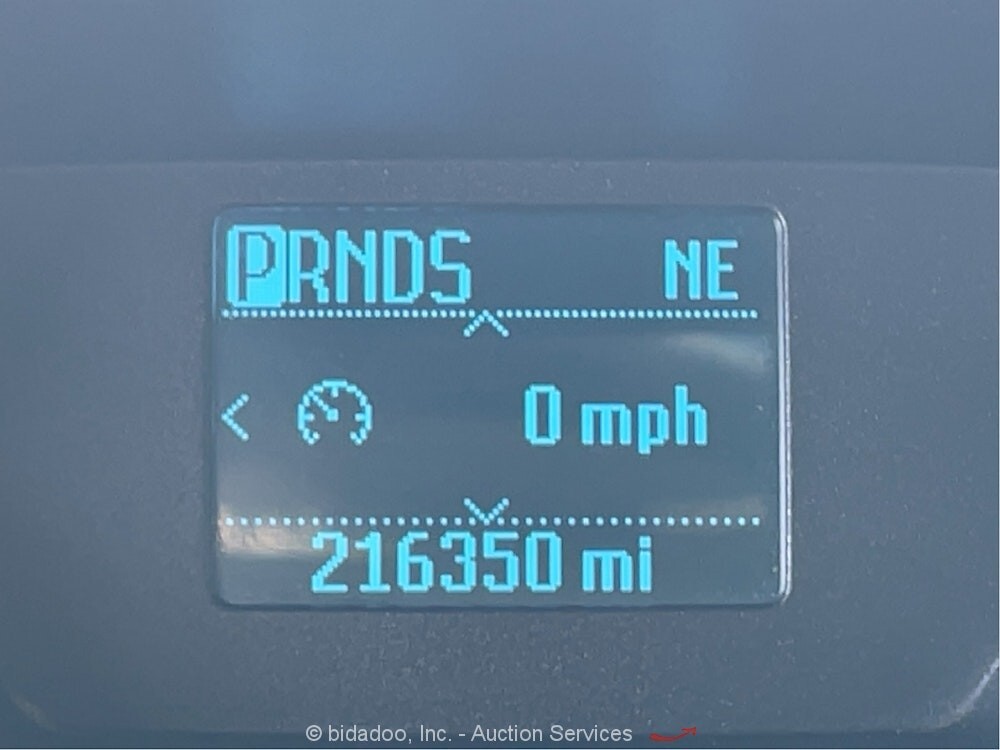 PRNDS NE
0 mph
216350 mi
© bidadoo, Inc. - Auction Services